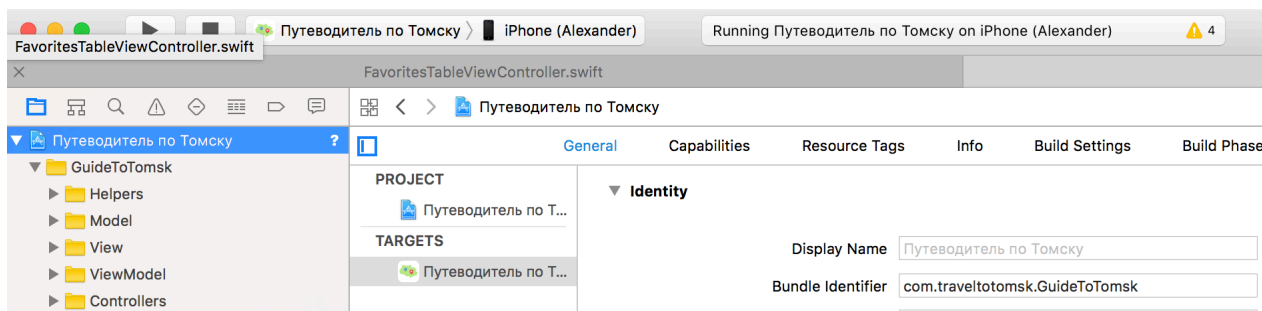 Путеводитель по Томску 〉 iPhone (Alexander)
Running Путеводитель по Томску on iPhone (Alexander)
4
FavoritesTableViewController.swift
FavoritesTableViewController.swift
Путеводитель по Томску
Путеводитель по Томску ?
General Capabilities Resource Tags Info Build Settings Build Phase
GuideToTomsk
Helpers
Model
View
ViewModel
Controllers
PROJECT
Путеводитель по Т...
TARGETS
Путеводитель по Т...
Identity
Display Name Путеводитель по Томску
Bundle Identifier com.traveltotomsk.GuideToTomsk